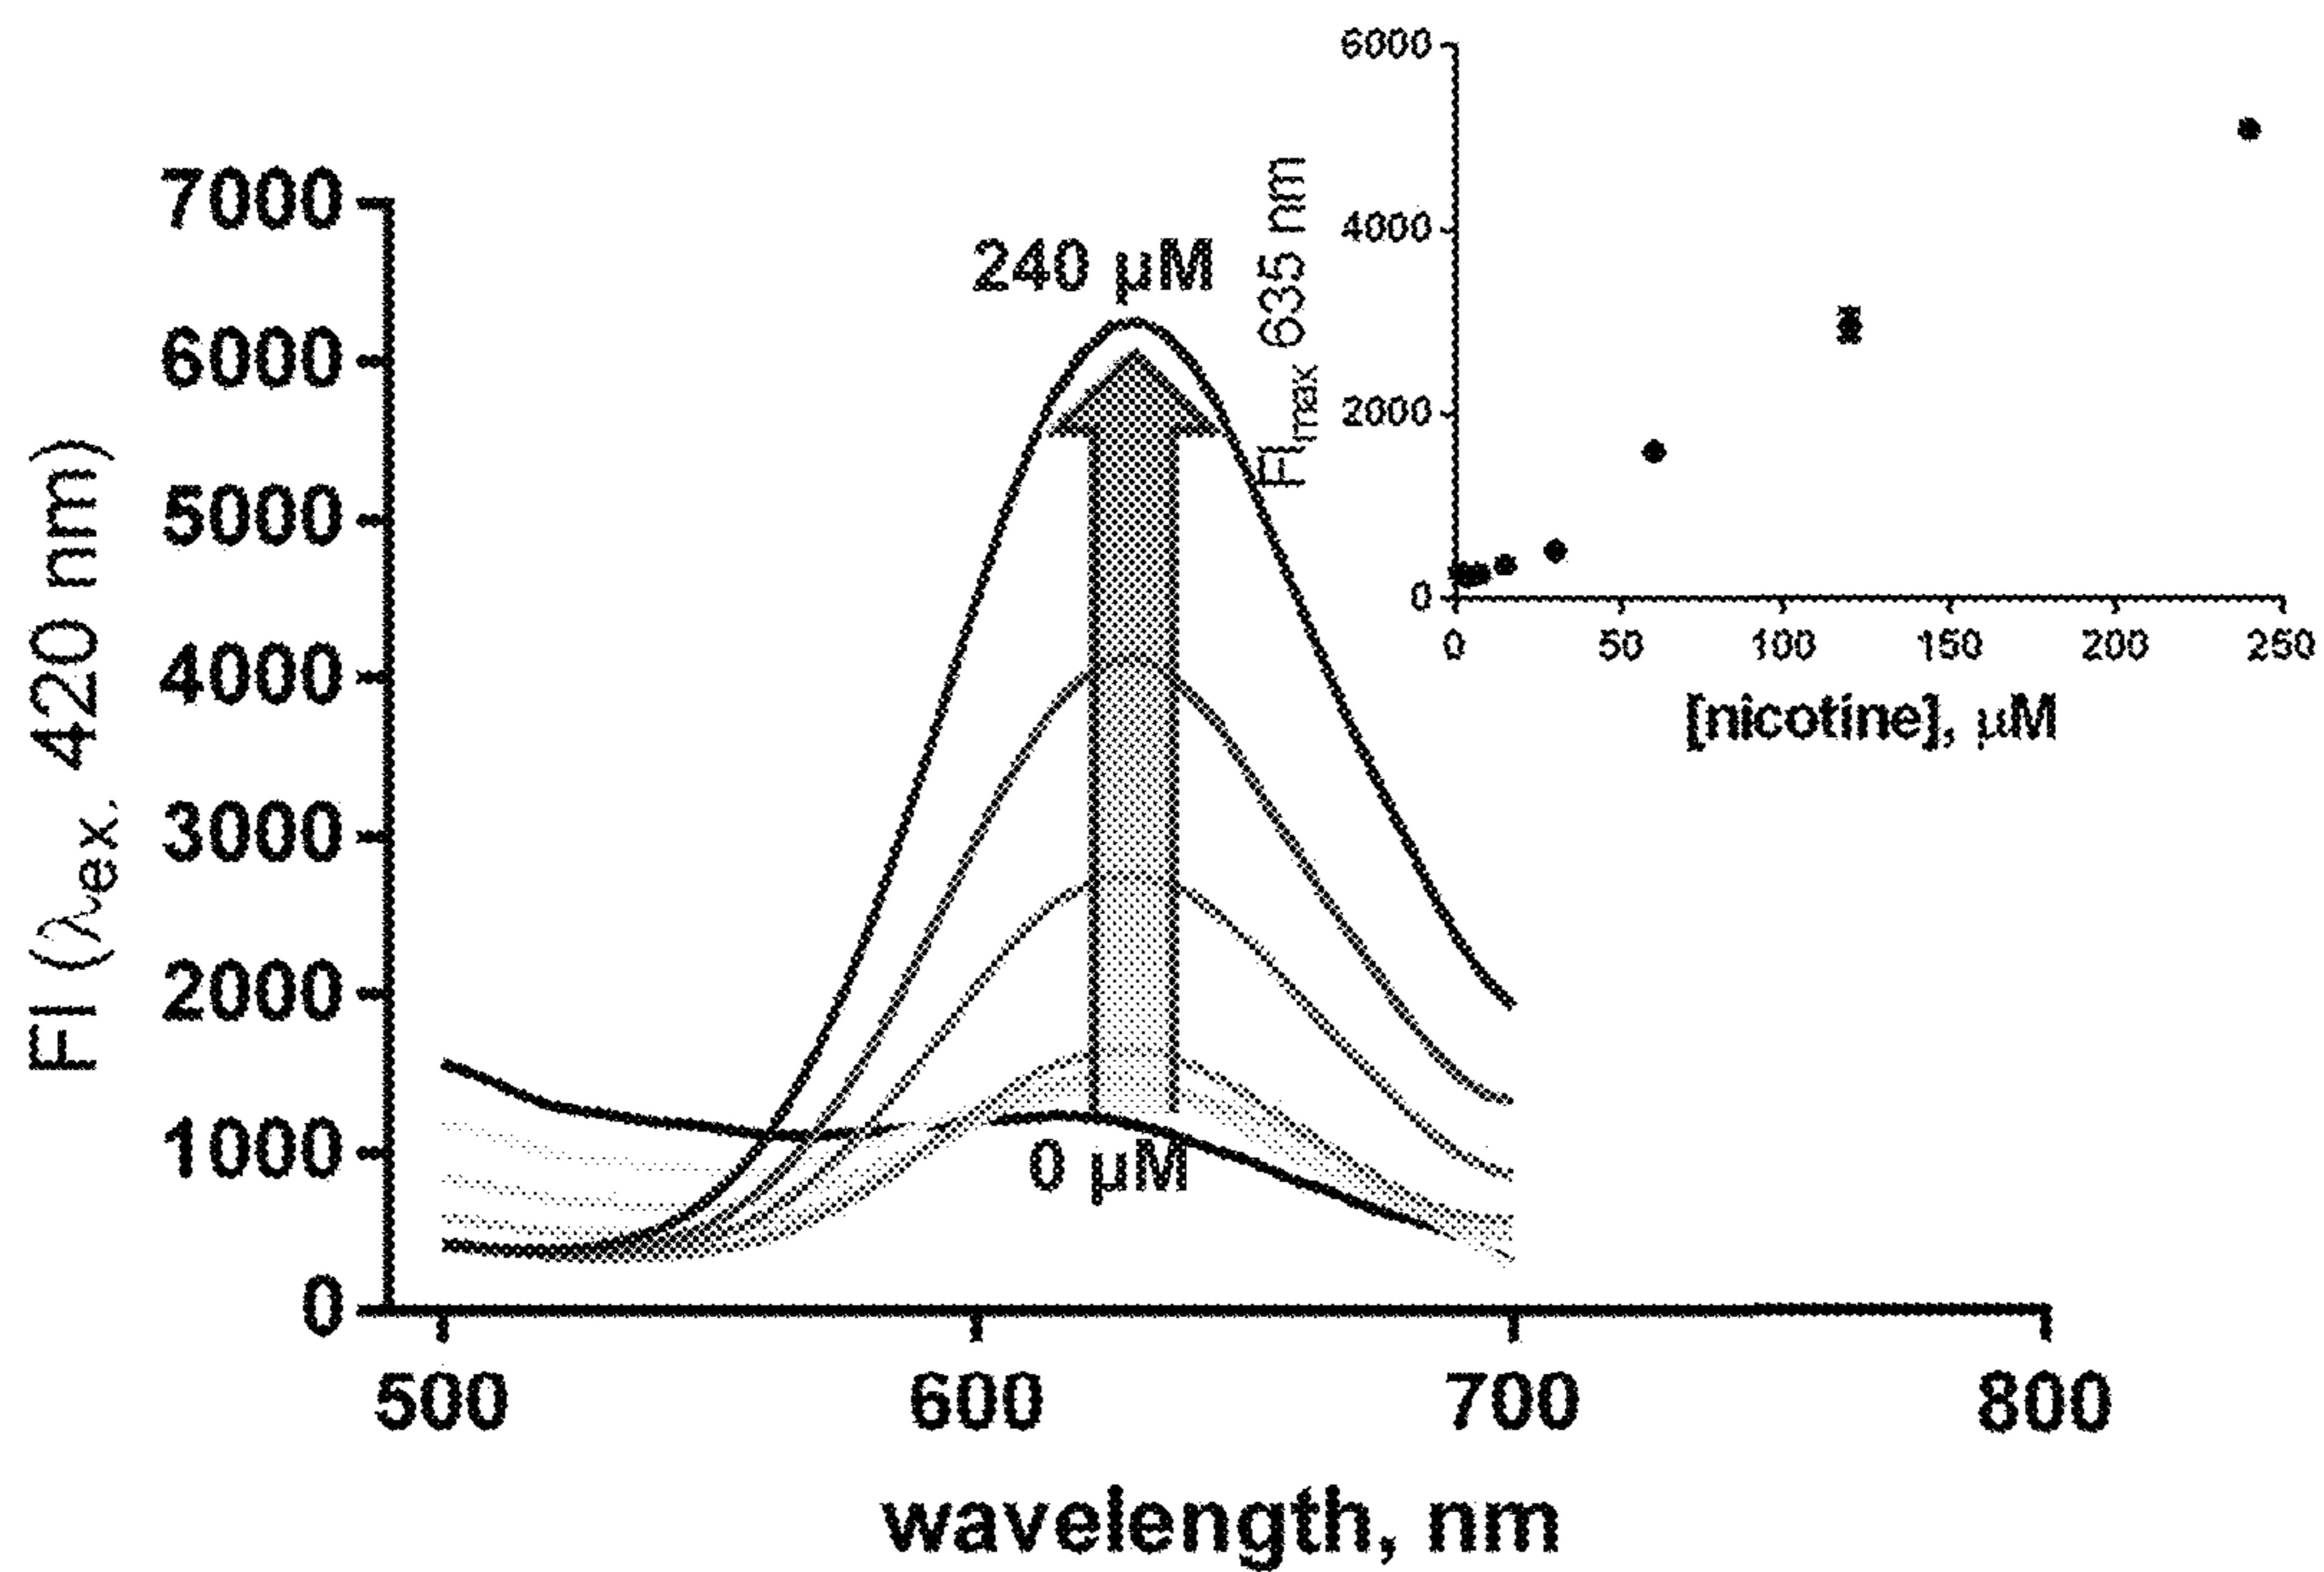 6000
4000
2000
0
FImax 635 nm
0 50 100 150 200 250
[nicotine], µM
7000
6000
5000
4000
3000
2000
1000
0
FI (λex. 420 nm)
240 µM
0 µM
500 600 700 800
wavelength, nm